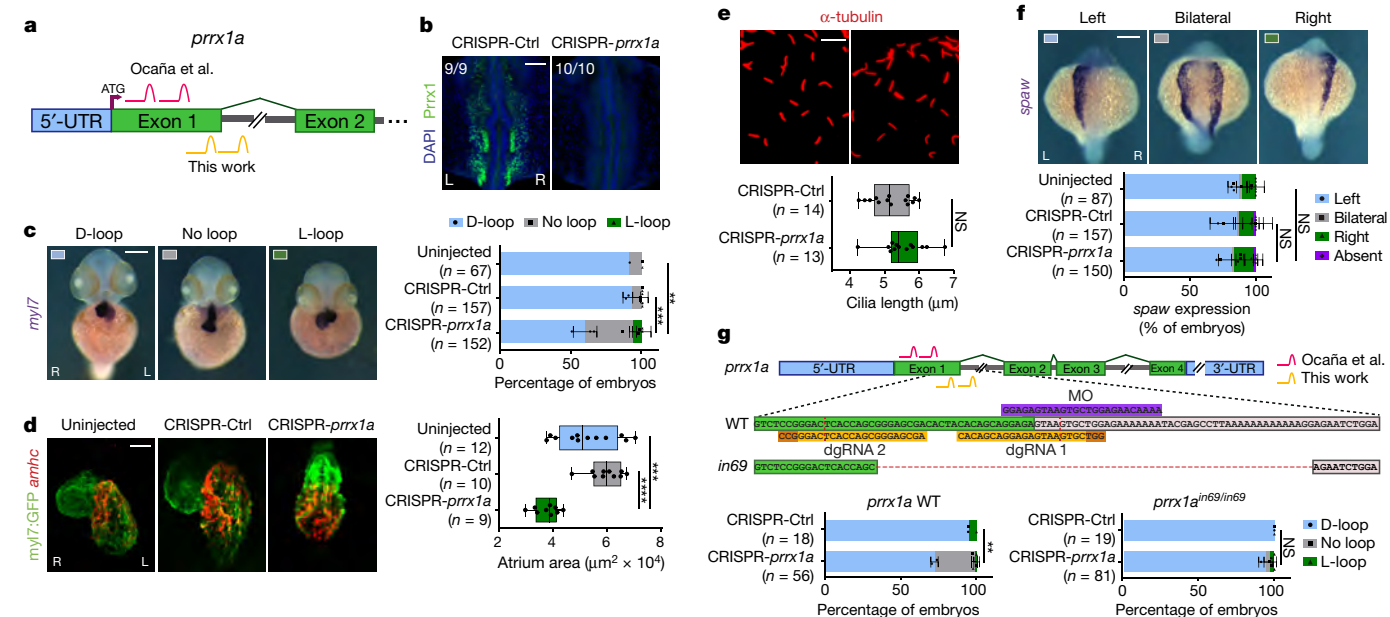 a
prrx1a
Ocaña et al.
ATG
5′-UTR
Exon 1
Exon 2
This work
b
CRISPR-Ctrl
CRISPR-prrx1a
9/9
10/10
DAPI Prrx1
L
R
c
D-loop
No loop
L-loop
myl7
R
L
D-loop
No loop
L-loop
Uninjected
(n = 67)
CRISPR-Ctrl
(n = 157)
CRISPR-prrx1a
(n = 152)
**
***
0
50
100
Percentage of embryos
d
Uninjected
CRISPR-Ctrl
CRISPR-prrx1a
myl7:GFP amhc
R
L
Uninjected
(n = 12)
CRISPR-Ctrl
(n = 10)
CRISPR-prrx1a
(n = 9)
***
****
2
4
6
8
Atrium area (μm² × 10⁴)
e
α-tubulin
CRISPR-Ctrl
(n = 14)
CRISPR-prrx1a
(n = 13)
NS
4
5
6
7
Cilia length (μm)
f
Left
Bilateral
Right
spaw
L
R
Uninjected
(n = 87)
CRISPR-Ctrl
(n = 157)
CRISPR-prrx1a
(n = 150)
NS
NS
Left
Bilateral
Right
Absent
0
50
100
spaw expression
(% of embryos)
g
prrx1a
5′-UTR
Exon 1
Exon 2
Exon 3
Exon 4
3′-UTR
Ocaña et al.
This work
MO
GGAGAGTAAGTGCTGGAGAACAAAA
WT
GTCTCCGGGACTCACCAGCGGGAGCGACACTACACAGCAGGAGAGTAAGTGCTGGAGAAAAAAATACGAGCCTTAAAAAAAAAAAAGGAGAATCTGGA
CCGGGACTCACCAGCGGGAGCGA
CACAGCAGGAGAGTAAGTGCTGG
dgRNA 2
dgRNA 1
in69
GTCTCCGGGACTCACCAGC
AGAATCTGGA
prrx1a WT
CRISPR-Ctrl
(n = 18)
CRISPR-prrx1a
(n = 56)
**
0
50
100
Percentage of embryos
prrx1a in69/in69
CRISPR-Ctrl
(n = 19)
CRISPR-prrx1a
(n = 81)
NS
D-loop
No loop
L-loop
0
50
100
Percentage of embryos